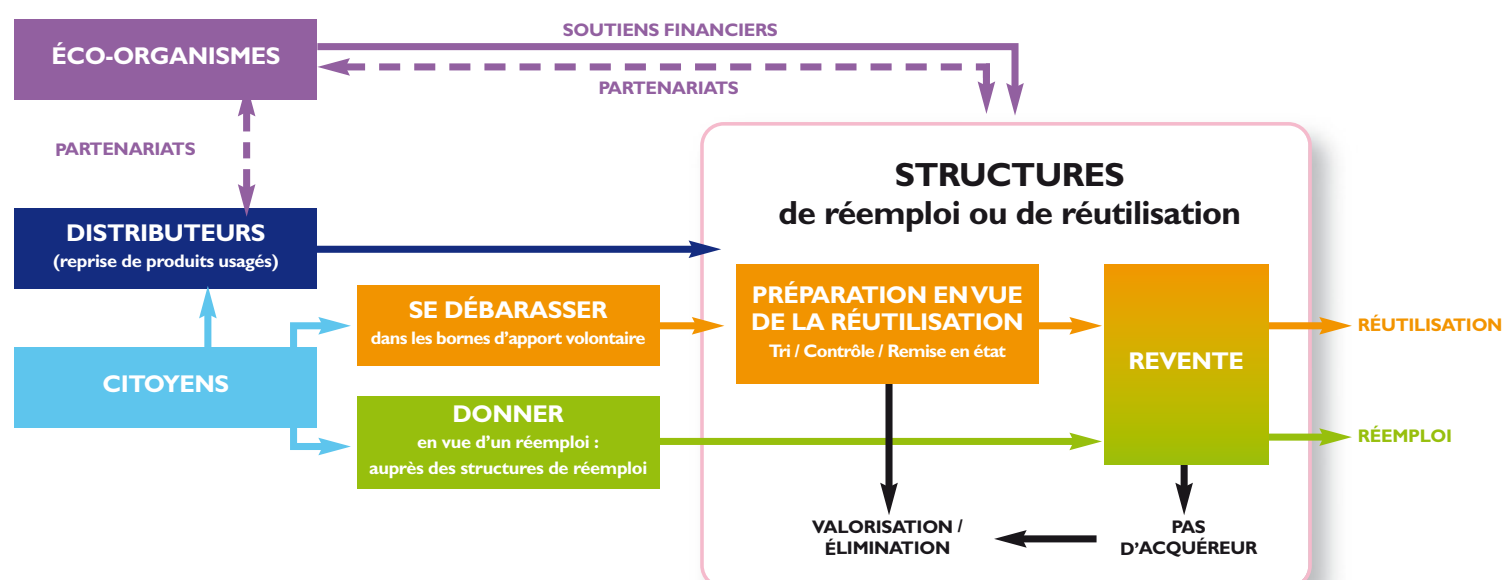 SOUTIENS FINANCIERS
ÉCO-ORGANISMES
PARTENARIATS
PARTENARIATS
STRUCTURES
de réemploi ou de réutilisation
DISTRIBUTEURS
(reprise de produits usagés)
SE DÉBARASSER
dans les bornes d'apport volontaire
PRÉPARATION EN VUE
DE LA RÉUTILISATION
Tri / Contrôle / Remise en état
REVENTE
RÉUTILISATION
CITOYENS
DONNER
en vue d'un réemploi :
auprès des structures de réemploi
RÉEMPLOI
VALORISATION /
ÉLIMINATION
PAS
D'ACQUÉREUR